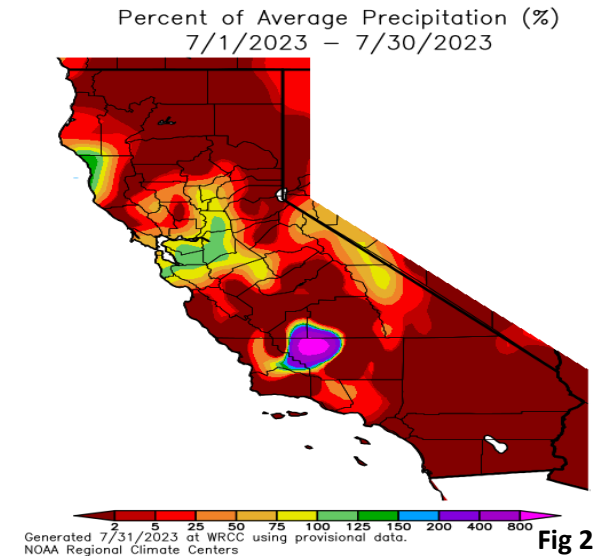 Percent of Average Precipitation (%)
7/1/2023 – 7/30/2023
2 5 25 50 75 100 125 150 200 400 800
Generated 7/31/2023 at WRCC using provisional data.
NOAA Regional Climate Centers
Fig 2